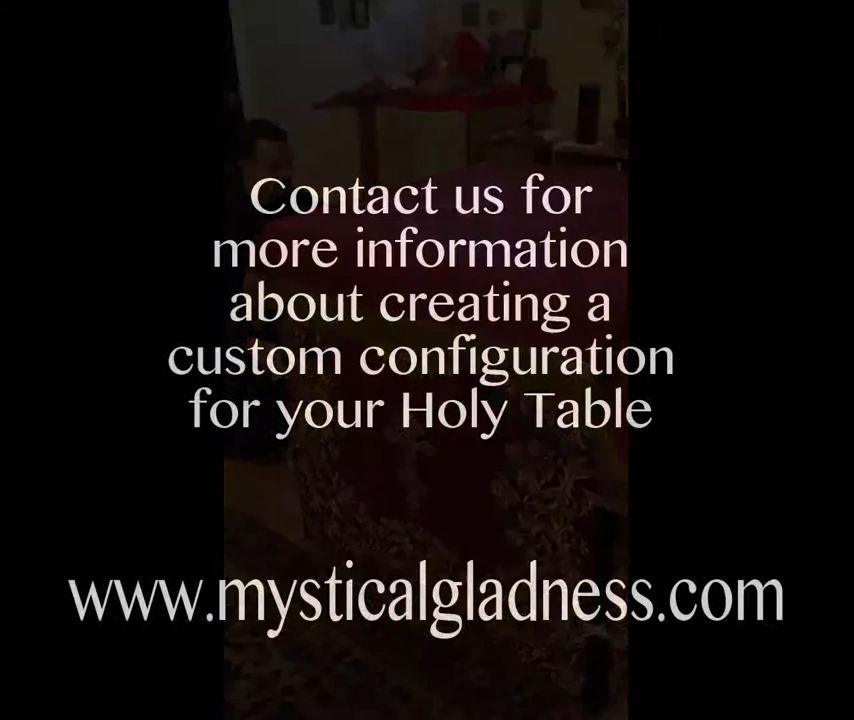 Contact us for
more information
about creating a
custom configuration
for your Holy Table
www.mysticalgladness.com